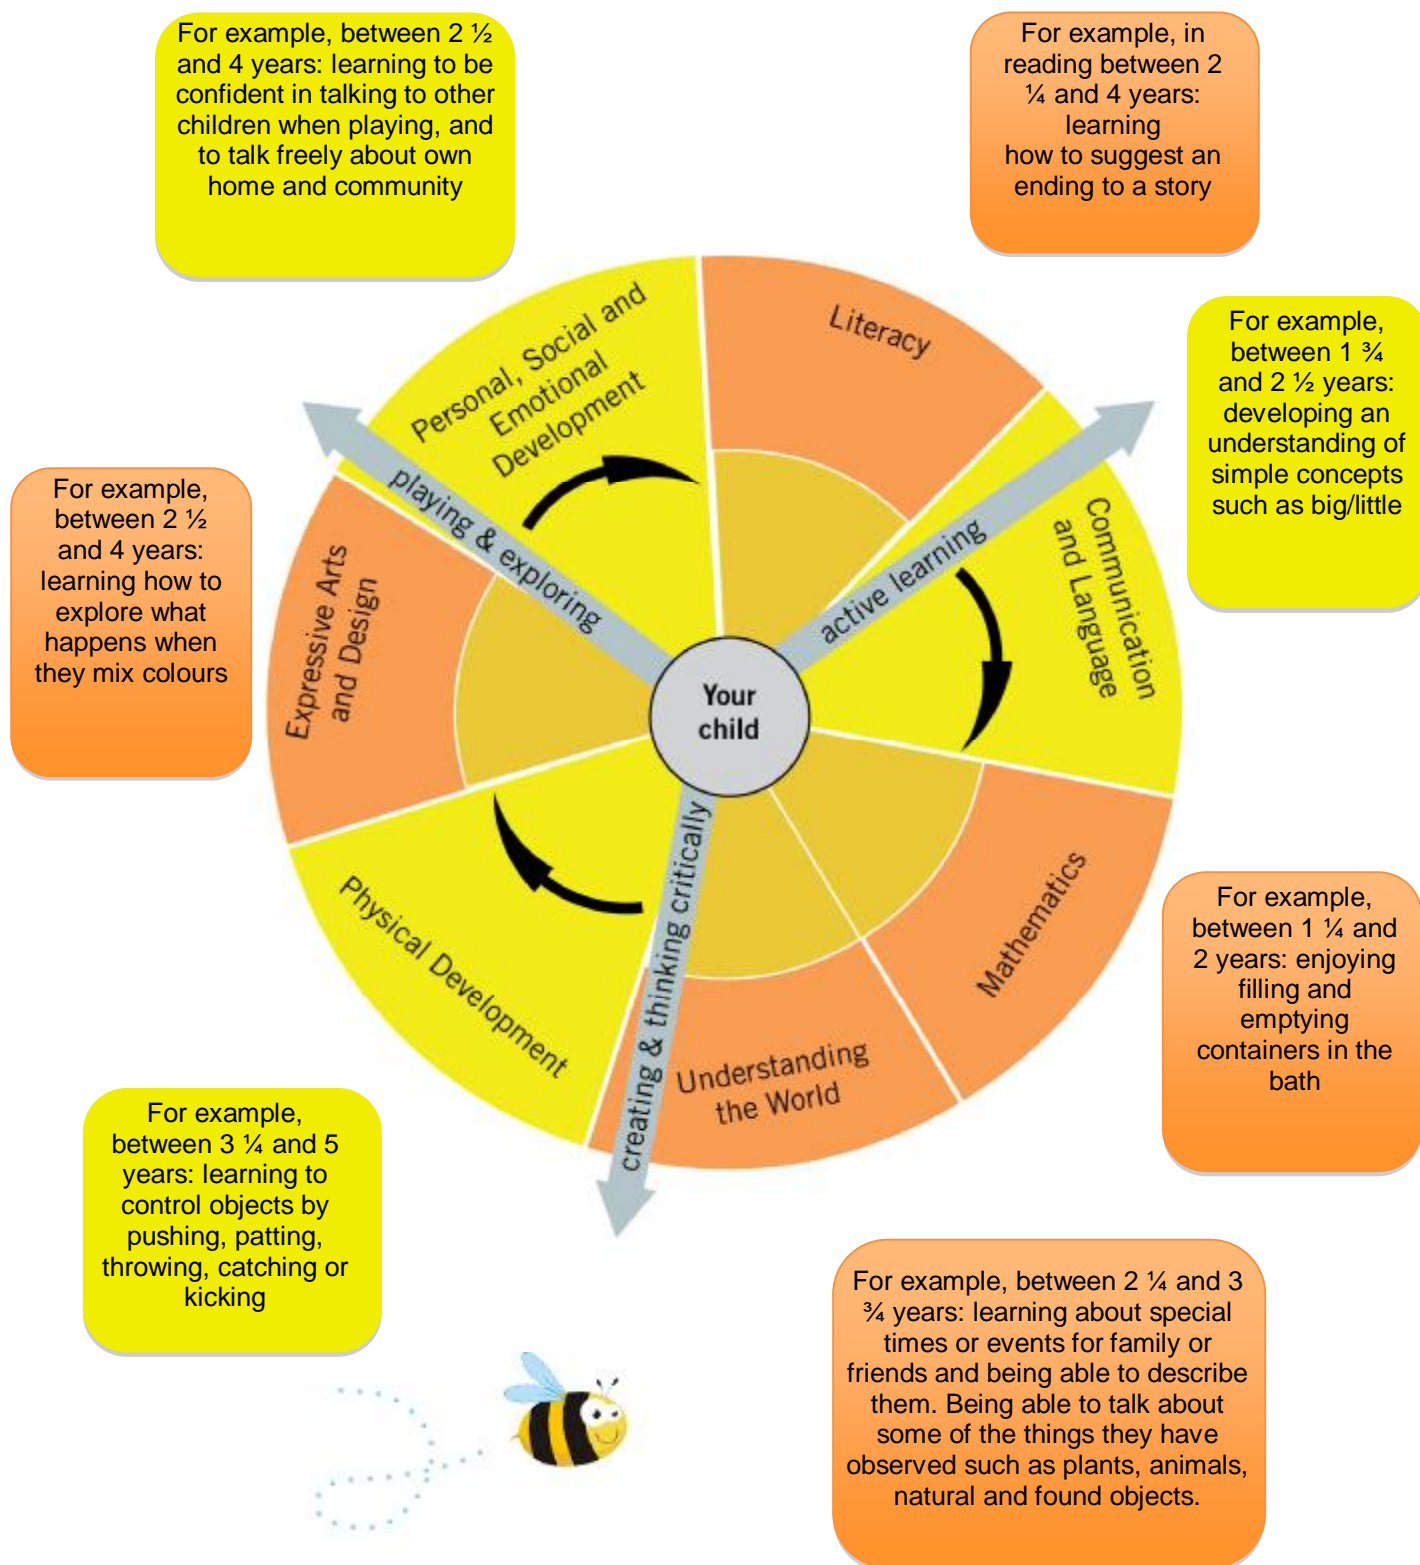 For example, between 2 ½
and 4 years: learning to be
confident in talking to other
children when playing, and
to talk freely about own
home and community
For example, in
reading between 2
¼ and 4 years:
learning
how to suggest an
ending to a story
For example,
between 1 ¾
and 2 ½ years:
developing an
understanding of
simple concepts
such as big/little
For example,
between 2 ½
and 4 years:
learning how to
explore what
happens when
they mix colours
Personal, Social and
Emotional
Development
Literacy
Communication
and Language
Expressive Arts
and Design
playing & exploring
active learning
Your
child
creating & thinking critically
Physical Development
Mathematics
Understanding
the World
For example,
between 1 ¼ and
2 years: enjoying
filling and
emptying
containers in the
bath
For example,
between 3 ¼ and 5
years: learning to
control objects by
pushing, patting,
throwing, catching or
kicking
For example, between 2 ¼ and 3
¾ years: learning about special
times or events for family or
friends and being able to describe
them. Being able to talk about
some of the things they have
observed such as plants, animals,
natural and found objects.